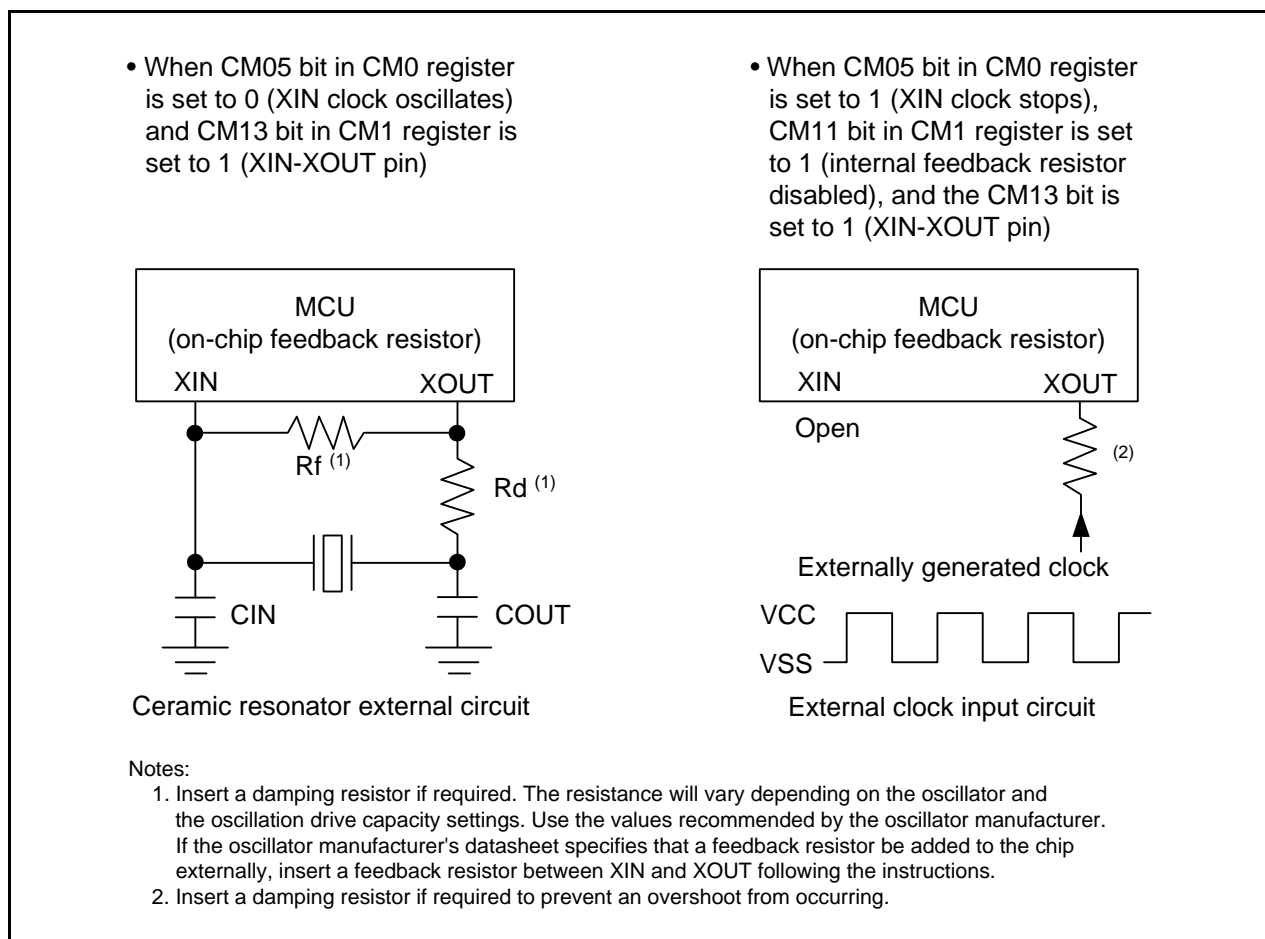 • When CM05 bit in CM0 register
is set to 0 (XIN clock oscillates)
and CM13 bit in CM1 register is
set to 1 (XIN-XOUT pin)
MCU
(on-chip feedback resistor)
XIN
XOUT
Rf (1)
Rd (1)
CIN
COUT
Ceramic resonator external circuit
• When CM05 bit in CM0 register
is set to 1 (XIN clock stops),
CM11 bit in CM1 register is set
to 1 (internal feedback resistor
disabled), and the CM13 bit is
set to 1 (XIN-XOUT pin)
MCU
(on-chip feedback resistor)
XIN
XOUT
Open
(2)
Externally generated clock
VCC
VSS
External clock input circuit
Notes:
1. Insert a damping resistor if required. The resistance will vary depending on the oscillator and
the oscillation drive capacity settings. Use the values recommended by the oscillator manufacturer.
If the oscillator manufacturer's datasheet specifies that a feedback resistor be added to the chip
externally, insert a feedback resistor between XIN and XOUT following the instructions.
2. Insert a damping resistor if required to prevent an overshoot from occurring.